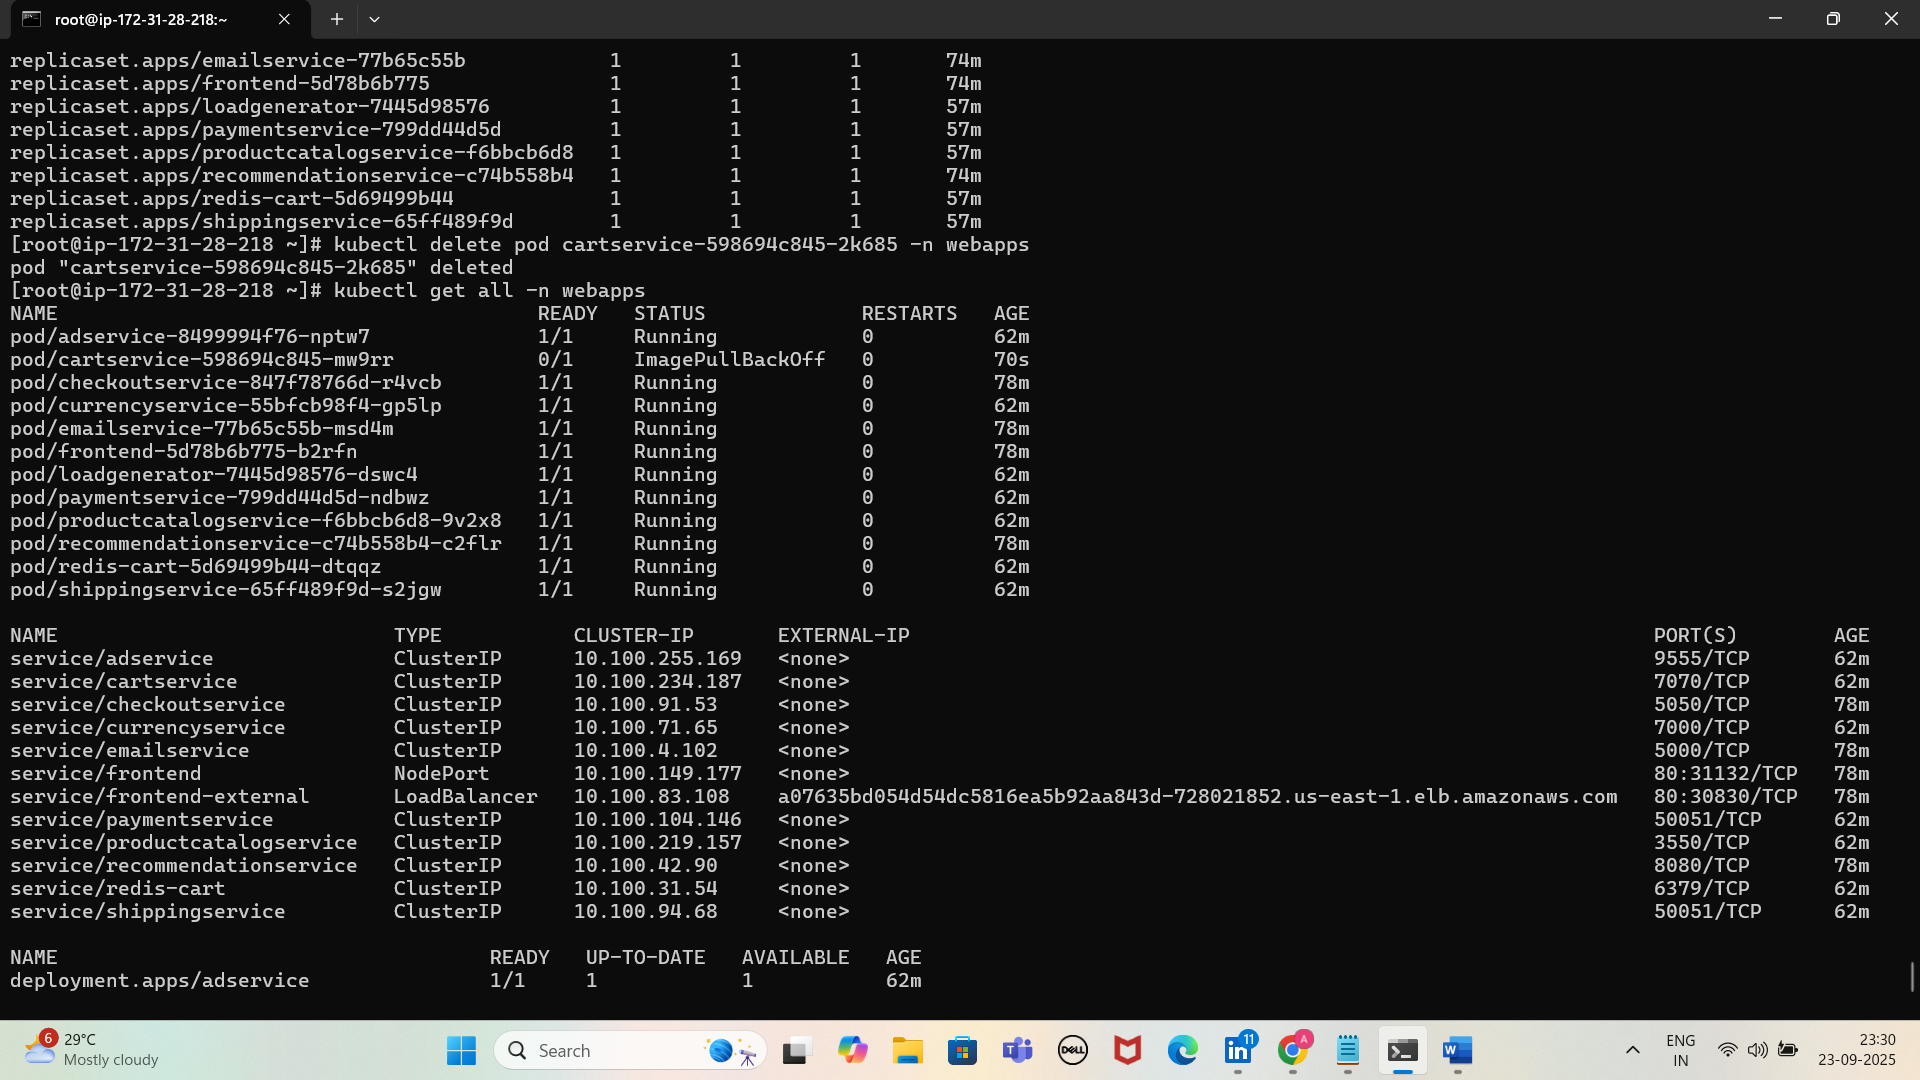 root@ip-172-31-28-218:~
replicaset.apps/emailservice-77b65c55b 1 1 1 74m
replicaset.apps/frontend-5d78b6b775 1 1 1 74m
replicaset.apps/loadgenerator-7445d98576 1 1 1 57m
replicaset.apps/paymentservice-799dd44d5d 1 1 1 57m
replicaset.apps/productcatalogservice-f6bbcb6d8 1 1 1 57m
replicaset.apps/recommendationservice-c74b558b4 1 1 1 74m
replicaset.apps/redis-cart-5d69499b44 1 1 1 57m
replicaset.apps/shippingservice-65ff489f9d 1 1 1 57m
[root@ip-172-31-28-218 ~]# kubectl delete pod cartservice-598694c845-2k685 -n webapps
pod "cartservice-598694c845-2k685" deleted
[root@ip-172-31-28-218 ~]# kubectl get all -n webapps
NAME READY STATUS RESTARTS AGE
pod/adservice-8499994f76-nptw7 1/1 Running 0 62m
pod/cartservice-598694c845-mw9rr 0/1 ImagePullBackOff 0 70s
pod/checkoutservice-847f78766d-r4vcb 1/1 Running 0 78m
pod/currencyservice-55bfcb98f4-gp5lp 1/1 Running 0 62m
pod/emailservice-77b65c55b-msd4m 1/1 Running 0 78m
pod/frontend-5d78b6b775-b2rfn 1/1 Running 0 78m
pod/loadgenerator-7445d98576-dswc4 1/1 Running 0 62m
pod/paymentservice-799dd44d5d-ndbwz 1/1 Running 0 62m
pod/productcatalogservice-f6bbcb6d8-9v2x8 1/1 Running 0 62m
pod/recommendationservice-c74b558b4-c2flr 1/1 Running 0 78m
pod/redis-cart-5d69499b44-dtqqz 1/1 Running 0 62m
pod/shippingservice-65ff489f9d-s2jgw 1/1 Running 0 62m
NAME TYPE CLUSTER-IP EXTERNAL-IP PORT(S) AGE
service/adservice ClusterIP 10.100.255.169 <none> 9555/TCP 62m
service/cartservice ClusterIP 10.100.234.187 <none> 7070/TCP 62m
service/checkoutservice ClusterIP 10.100.91.53 <none> 5050/TCP 78m
service/currencyservice ClusterIP 10.100.71.65 <none> 7000/TCP 62m
service/emailservice ClusterIP 10.100.4.102 <none> 5000/TCP 78m
service/frontend NodePort 10.100.149.177 <none> 80:31132/TCP 78m
service/frontend-external LoadBalancer 10.100.83.108 a07635bd054d54dc5816ea5b92aa843d-728021852.us-east-1.elb.amazonaws.com 80:30830/TCP 78m
service/paymentservice ClusterIP 10.100.104.146 <none> 50051/TCP 62m
service/productcatalogservice ClusterIP 10.100.219.157 <none> 3550/TCP 62m
service/recommendationservice ClusterIP 10.100.42.90 <none> 8080/TCP 78m
service/redis-cart ClusterIP 10.100.31.54 <none> 6379/TCP 62m
service/shippingservice ClusterIP 10.100.94.68 <none> 50051/TCP 62m
NAME READY UP-TO-DATE AVAILABLE AGE
deployment.apps/adservice 1/1 1 1 62m
6
29°C
Mostly cloudy
Search
T
DELL
in
11
A
W
ENG
IN
23:30
23-09-2025